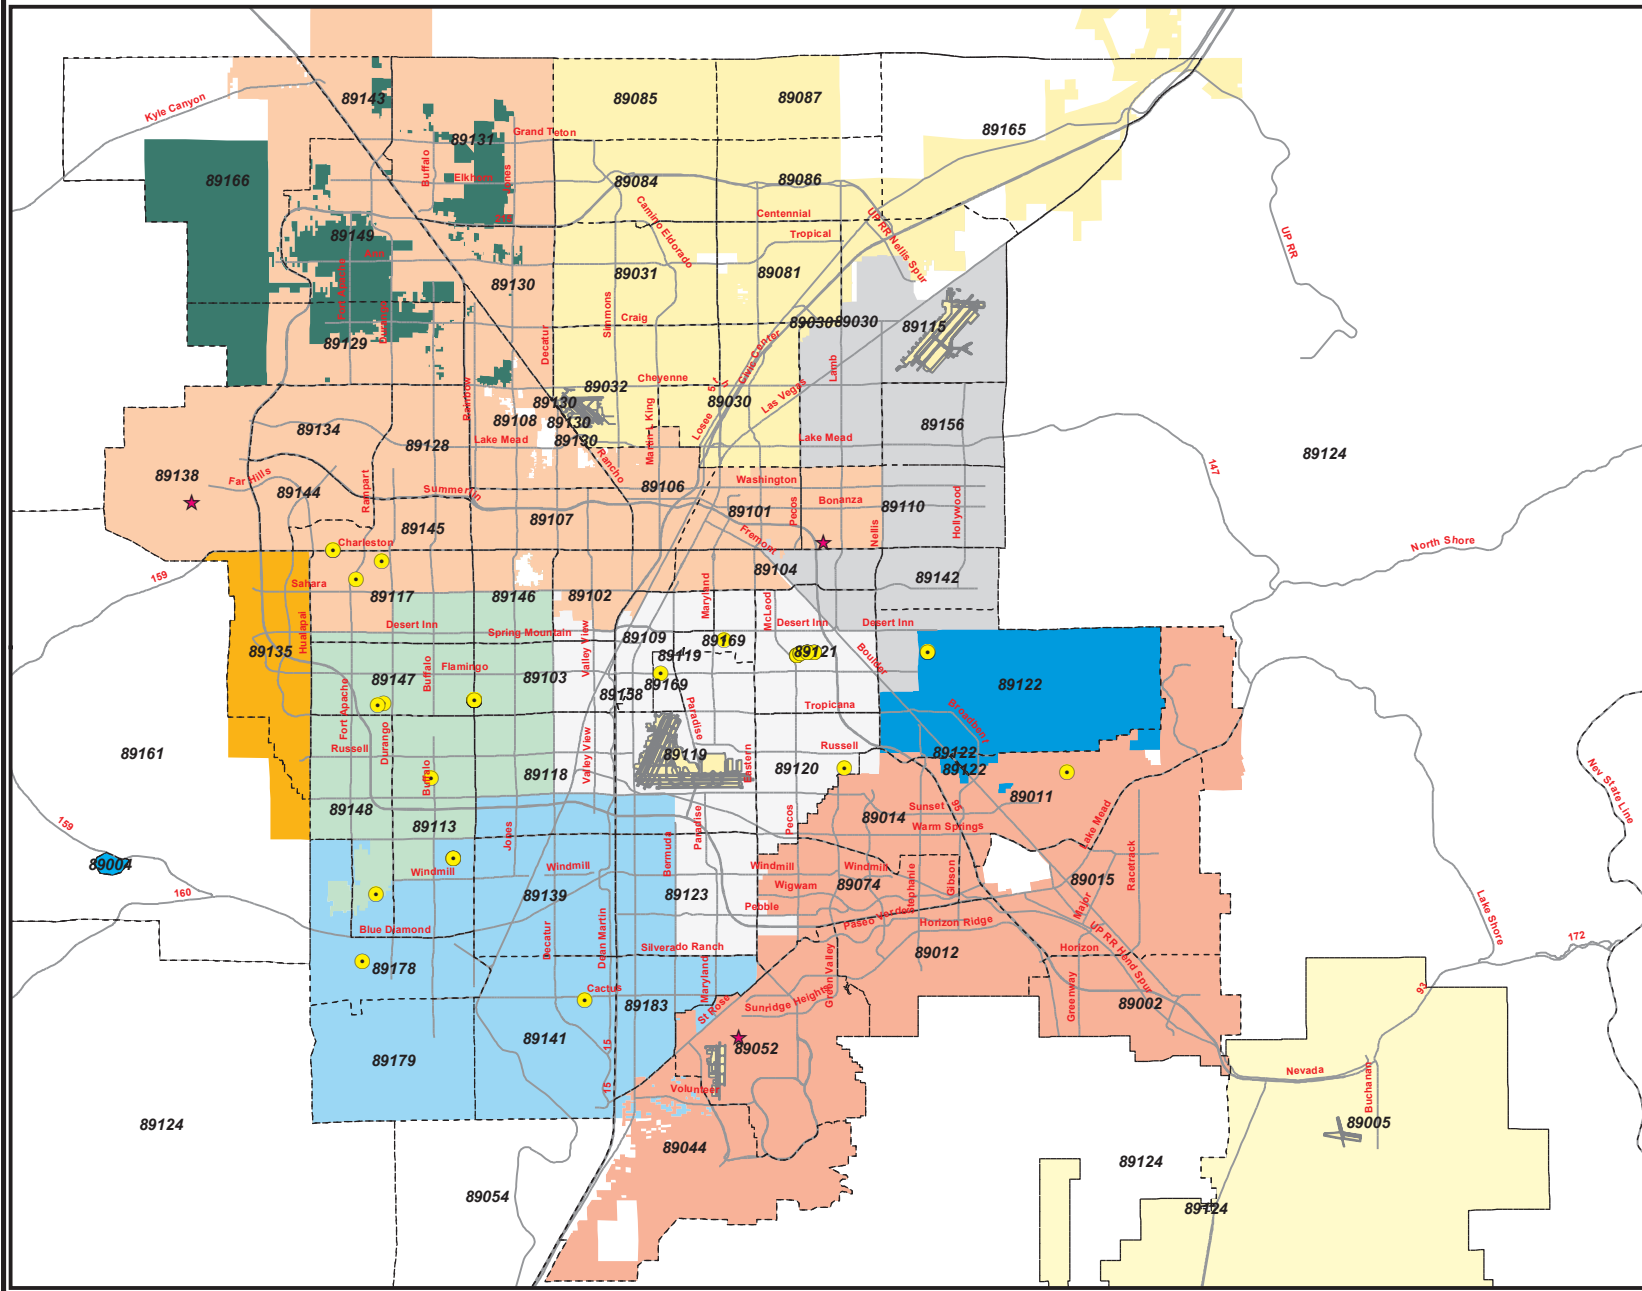 89143
89085
89087
Kyle Canyon
89131
Grand Teton
89165
Buffalo
Jones
Elkhorn
89166
89084
89086
Camino Eldorado
Centennial
215
UP RR Nellis Spur
89149
Tropical
Ann
UP RR
Fort Apache
89130
89031
89081
Durango
Simmons
Craig
89030
89030
89115
89129
Decatur
Civic Center
Lamb
Cheyenne
89032
5th
Las Vegas
Rainbow
89130
89030
89108
89130
Martin L King
Losee
89156
89134
89128
Lake Mead
89130
Lake Mead
89124
Rancho
147
89138
Far Hills
89144
Rampart
Summerlin
89106
Washington
89107
89101
Pecos
Bonanza
89110
Hollywood
89145
Nellis
Charleston
Fremont
North Shore
159
Sahara
89104
89142
89117
89146
89102
Maryland
McLeod
Hualapai
Desert Inn
Spring Mountain
89109
89169
Desert Inn
Desert Inn
89135
Valley View
89119
89121
Boulder
Buffalo
Flamingo
89147
89103
89158
89169
89122
Fort Apache
Paradise
Tropicana
Broadbent
Durango
Russell
Valley View
Russell
89161
89119
Eastern
89122
89120
89122
Buffalo
89118
Nev State Line
89148
89011
Sunset
95
89014
Lake Mead
159
89113
Jones
Paradise
Pecos
Warm Springs
Bermuda
Racetrack
89004
Windmill
Windmill
Windmill
Windmill
Stephanie
Gibson
89015
160
89139
89123
Wigwam
89074
Major
Pebble
Paseo Verde
Lake Shore
Blue Diamond
Decatur
Dean Martin
Horizon Ridge
UP RR Hend Spur
172
Silverado Ranch
89012
Horizon
89178
Maryland
Green Valley
Greenway
Cactus
Sunridge Heights
93
89183
St Rose
89002
89141
15
89052
89179
Nevada
15
Volunteer
Buchanan
89124
89005
89044
89124
89054
89124